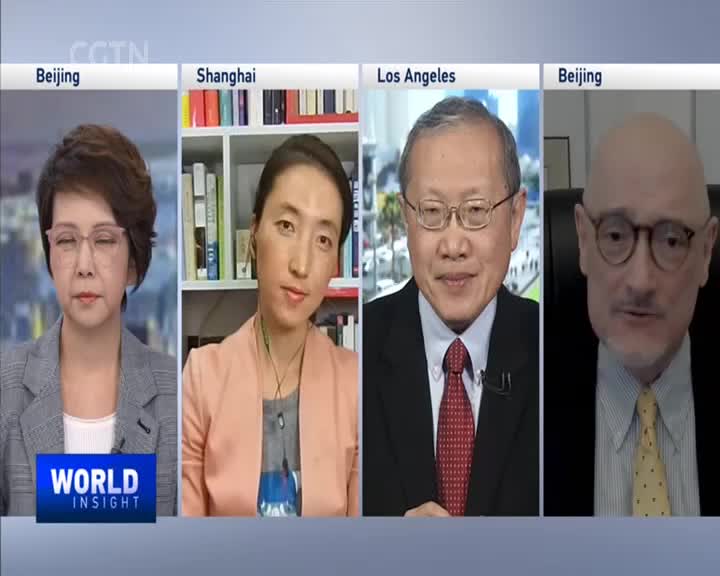 CGTN
Beijing
Shanghai
Los Angeles
Beijing
WORLD
INSIGHT